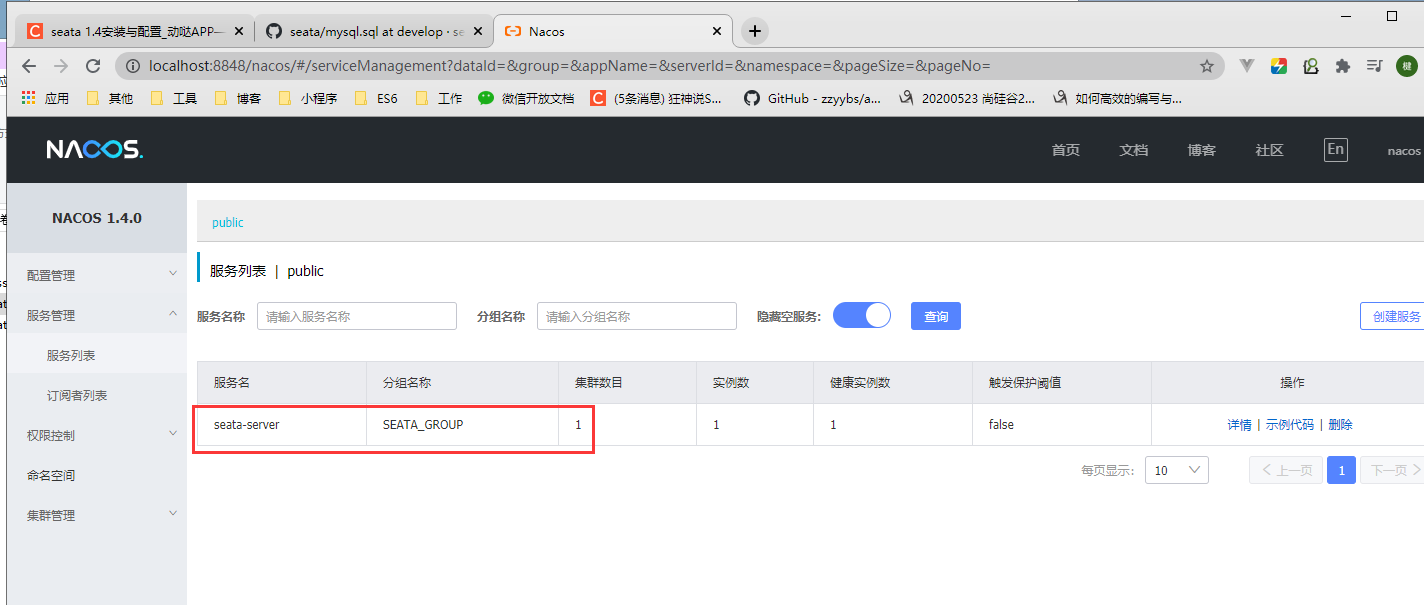 seata 1.4安装与配置_动哒APP—
seata/mysql.sql at develop · se
Nacos
localhost:8848/nacos/#/serviceManagement?dataId=&group=&appName=&serverId=&namespace=&pageSize=&pageNo=
应用 其他 工具 博客 小程序 ES6 工作 微信开放文档 (5条消息) 狂神说S... GitHub - zzyybs/a... 20200523 尚硅谷2... 如何高效的编写与...
NACOS. 首页 文档 博客 社区 En nacos
NACOS 1.4.0
配置管理
服务管理
服务列表
订阅者列表
权限控制
命名空间
集群管理
public
服务列表 | public
服务名称 请输入服务名称 分组名称 请输入分组名称 隐藏空服务: 查询 创建服务
服务名 分组名称 集群数目 实例数 健康实例数 触发保护阈值 操作
seata-server SEATA_GROUP 1 1 1 false 详情 | 示例代码 | 删除
每页显示: 10 上一页 1 下一页